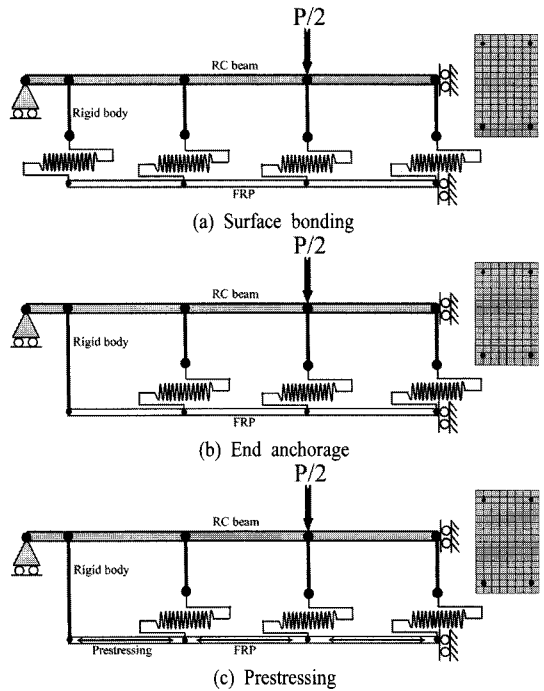 P/2
RC beam
Rigid body
FRP
(a) Surface bonding
P/2
RC beam
Rigid body
FRP
(b) End anchorage
P/2
RC beam
Rigid body
Prestressing
FRP
(c) Prestressing